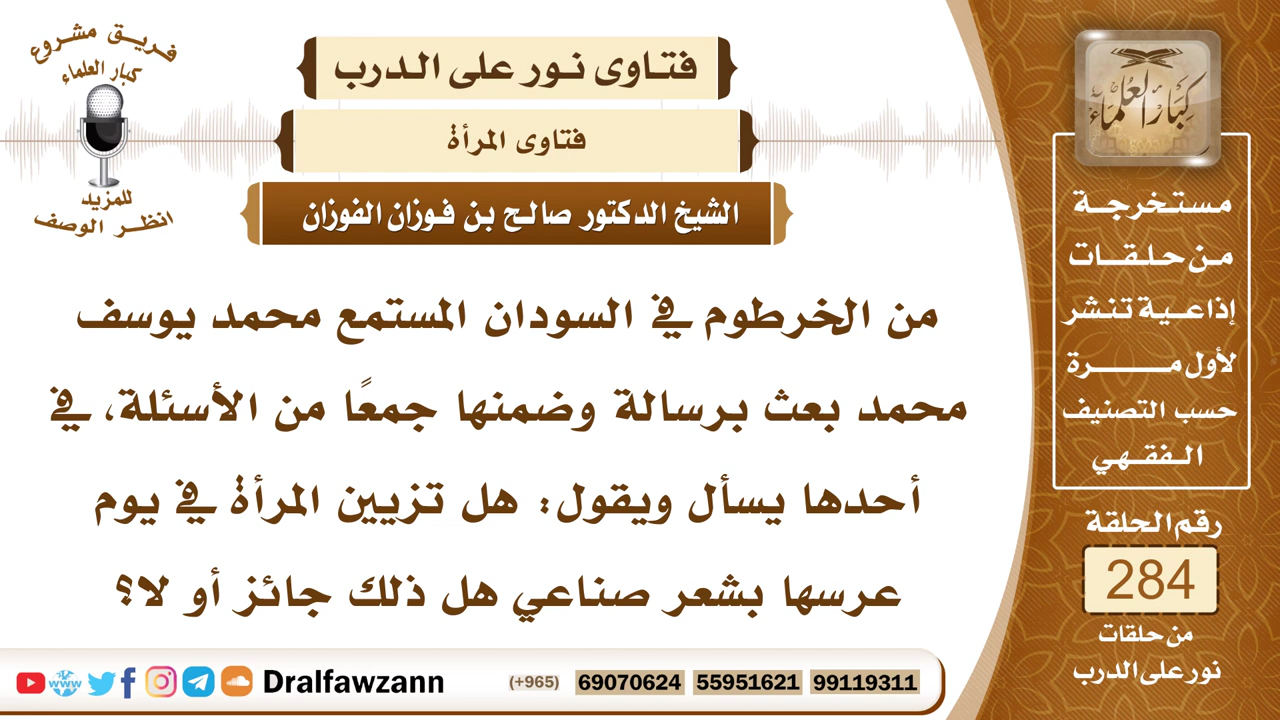 فريق مشروع
كبار العلماء
للمزيد
انظر الوصف
فتاوى نور على الدرب
فتاوى المرأة
الشيخ الدكتور صالح بن فوزان الفوزان
من الخرطوم في السودان المستمع محمد يوسف
محمد بعث برسالة وضمنها جمعًا من الأسئلة، في
أحدها يسأل ويقول: هل تزيين المرأة في يوم
عرسها بشعر صناعي هل ذلك جائز أو لا؟
كبار العلماء
مستخرجة
من حلقات
إذاعية تنشر
لأول مرة
حسب التصنيف
الفقهي
رقم الحلقة
284
من حلقات
نور على الدرب
www
Dralfawzann
(+965) 69070624 55951621 99119311